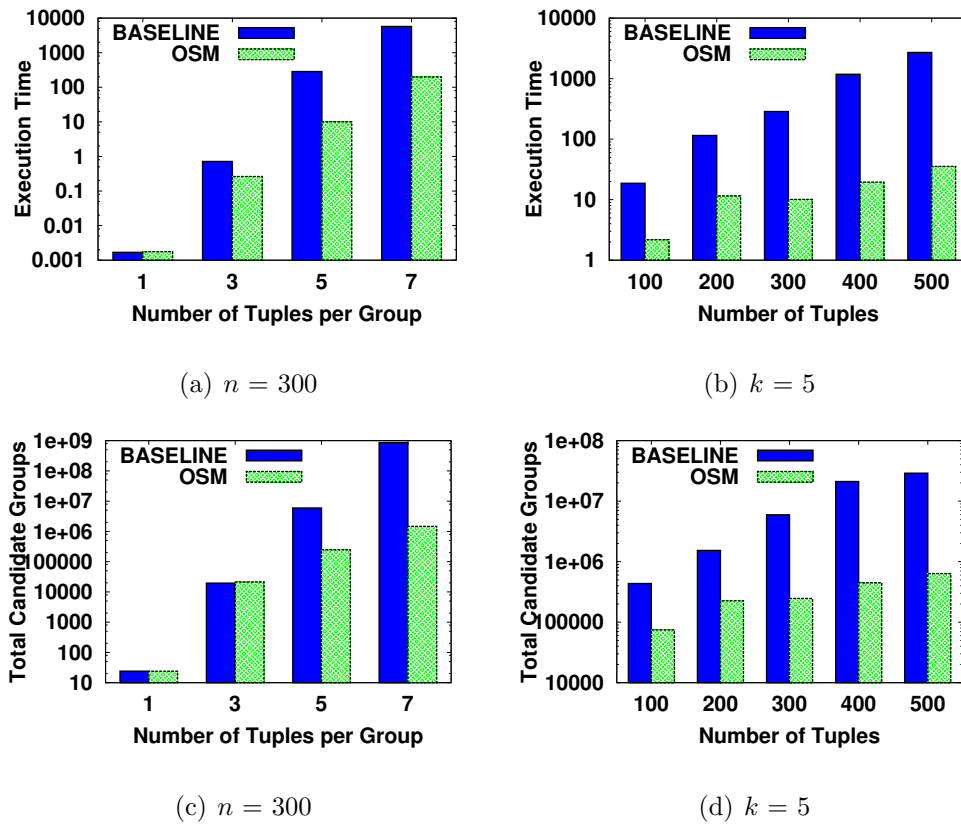 BASELINE
OSM
Execution Time
10000
1000
100
10
1
0.1
0.01
0.001
1 3 5 7
Number of Tuples per Group
(a) n = 300
BASELINE
OSM
Execution Time
10000
1000
100
10
1
100 200 300 400 500
Number of Tuples
(b) k = 5
BASELINE
OSM
Total Candidate Groups
1e+09
1e+08
1e+07
1e+06
100000
10000
1000
100
10
1 3 5 7
Number of Tuples per Group
(c) n = 300
BASELINE
OSM
Total Candidate Groups
1e+08
1e+07
1e+06
100000
10000
100 200 300 400 500
Number of Tuples
(d) k = 5